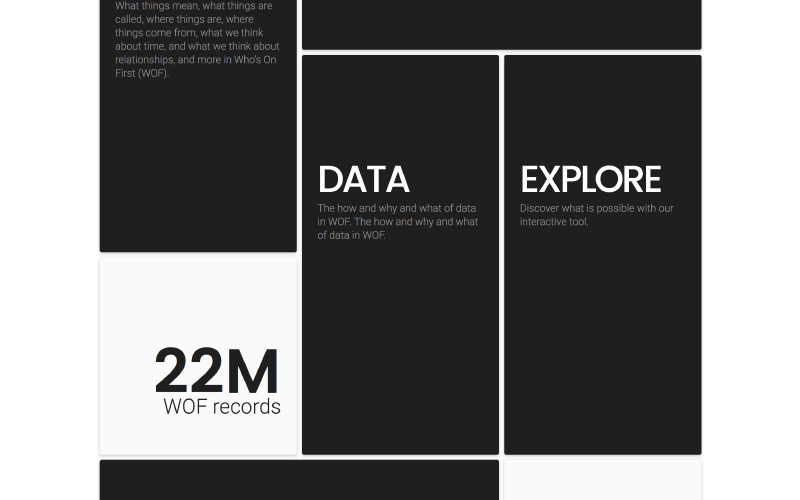 What things mean, what things are
called, where things are, where
things come from, what we think
about time, and what we think about
relationships, and more in Who's On
First (WOF).
DATA
The how and why and what of data
in WOF. The how and why and what
of data in WOF.
EXPLORE
Discover what is possible with our
interactive tool.
22M
WOF records